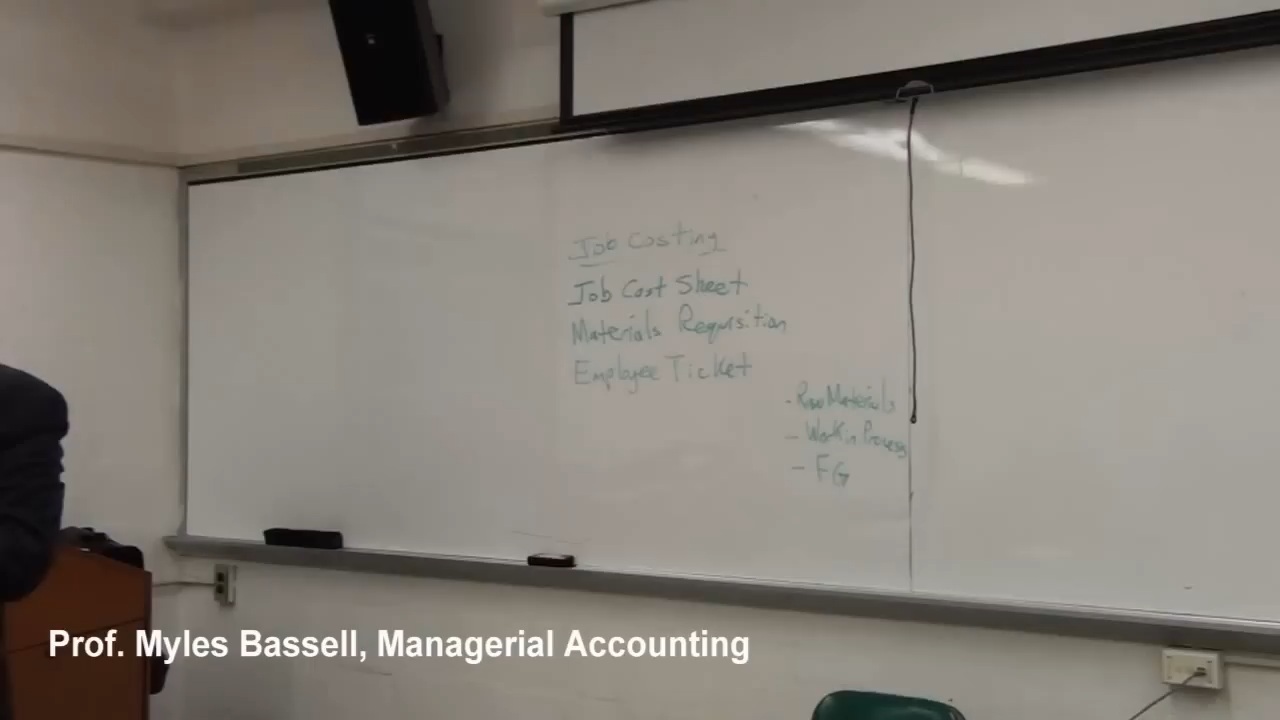 Job Costing
Job Cost Sheet
Materials Requisition
Employee Ticket
- Raw Materials
- Work in Process
- FG
Prof. Myles Bassell, Managerial Accounting